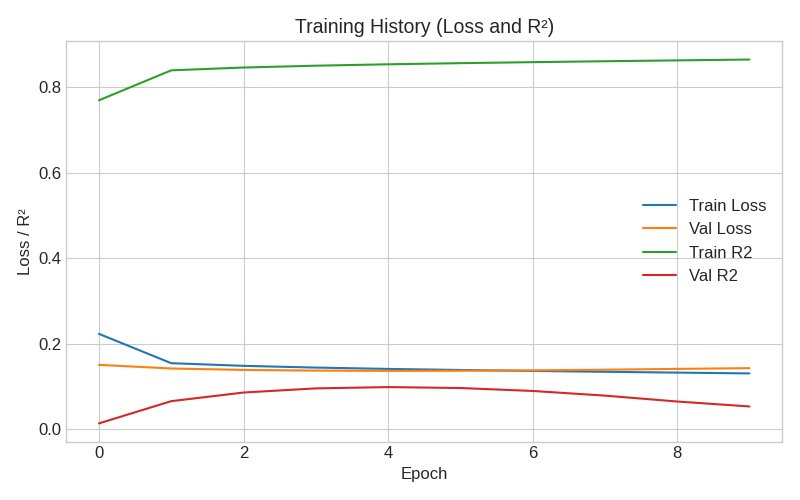 Training History (Loss and R²)
Loss / R²
0.8
0.6
0.4
0.2
0.0
Train Loss
Val Loss
Train R2
Val R2
0 2 4 6 8
Epoch